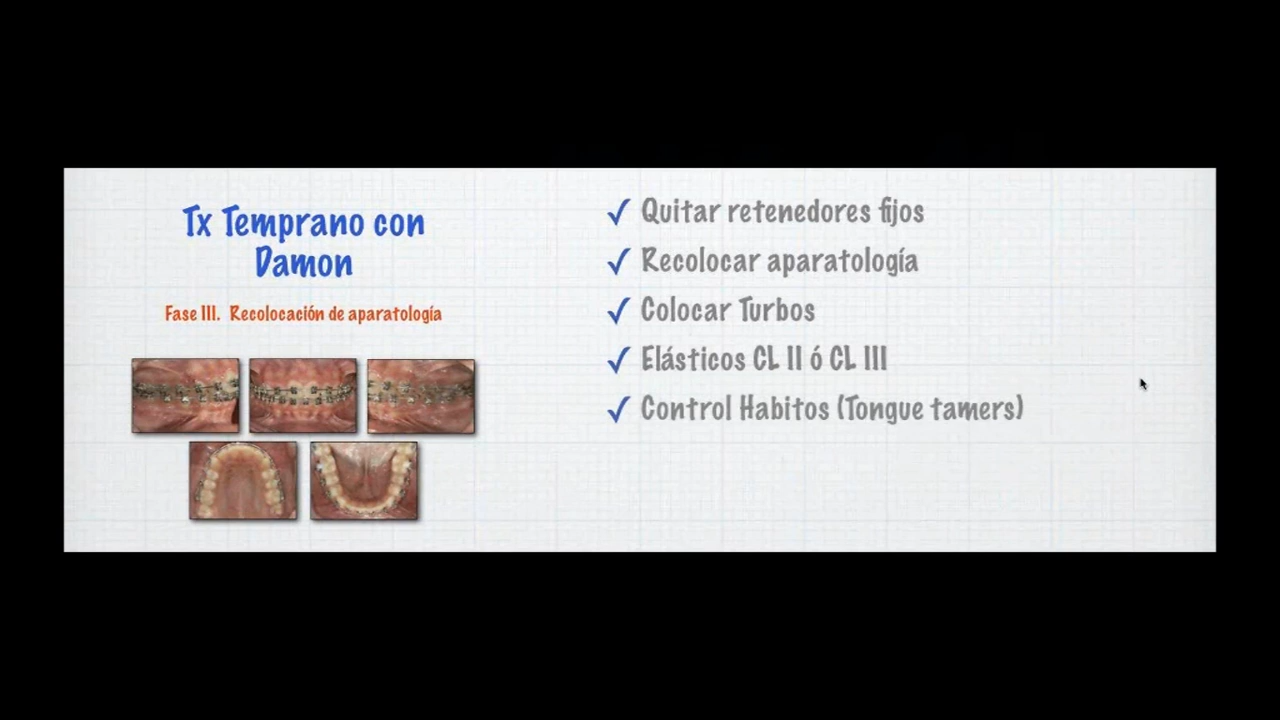 Tx Temprano con
Damon
Fase III. Recolocación de aparatología
✓ Quitar retenedores fijos
✓ Recolocar aparatología
✓ Colocar Turbos
✓ Elásticos CL II ó CL III
✓ Control Habitos (Tongue tamers)